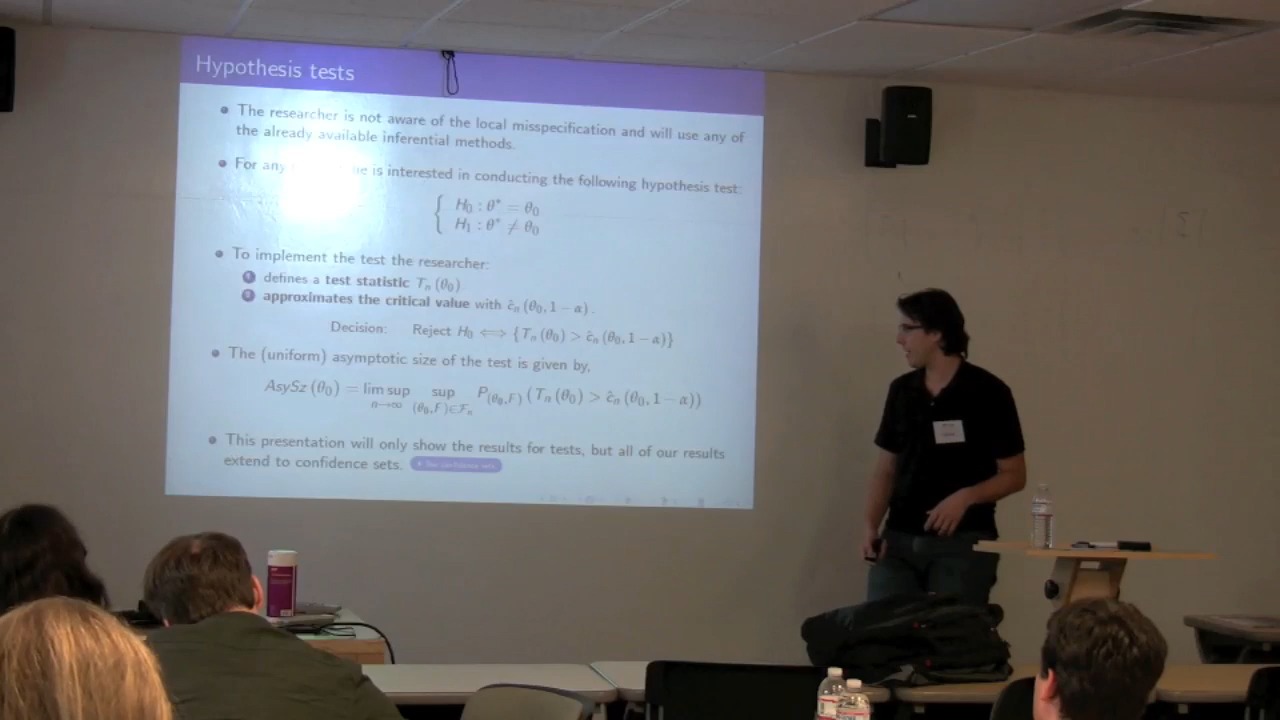 Hypothesis tests
The researcher is not aware of the local misspecification and will use any of
the already available inferential methods.
For any is interested in conducting the following hypothesis test:
H₀ : θ* = θ₀
H₁ : θ* ≠ θ₀
To implement the test the researcher:
defines a test statistic Tₙ(θ₀)
approximates the critical value with ĉₙ(θ₀, 1 − α).
Decision: Reject H₀ ⟺ {Tₙ(θ₀) > ĉₙ(θ₀, 1 − α)}
The (uniform) asymptotic size of the test is given by,
AsySz(θ₀) = lim sup sup P(θ₀,F) (Tₙ(θ₀) > ĉₙ(θ₀, 1 − α))
n→∞ (θ₀,F)∈ℱₙ
This presentation will only show the results for tests, but all of our results
extend to confidence sets.